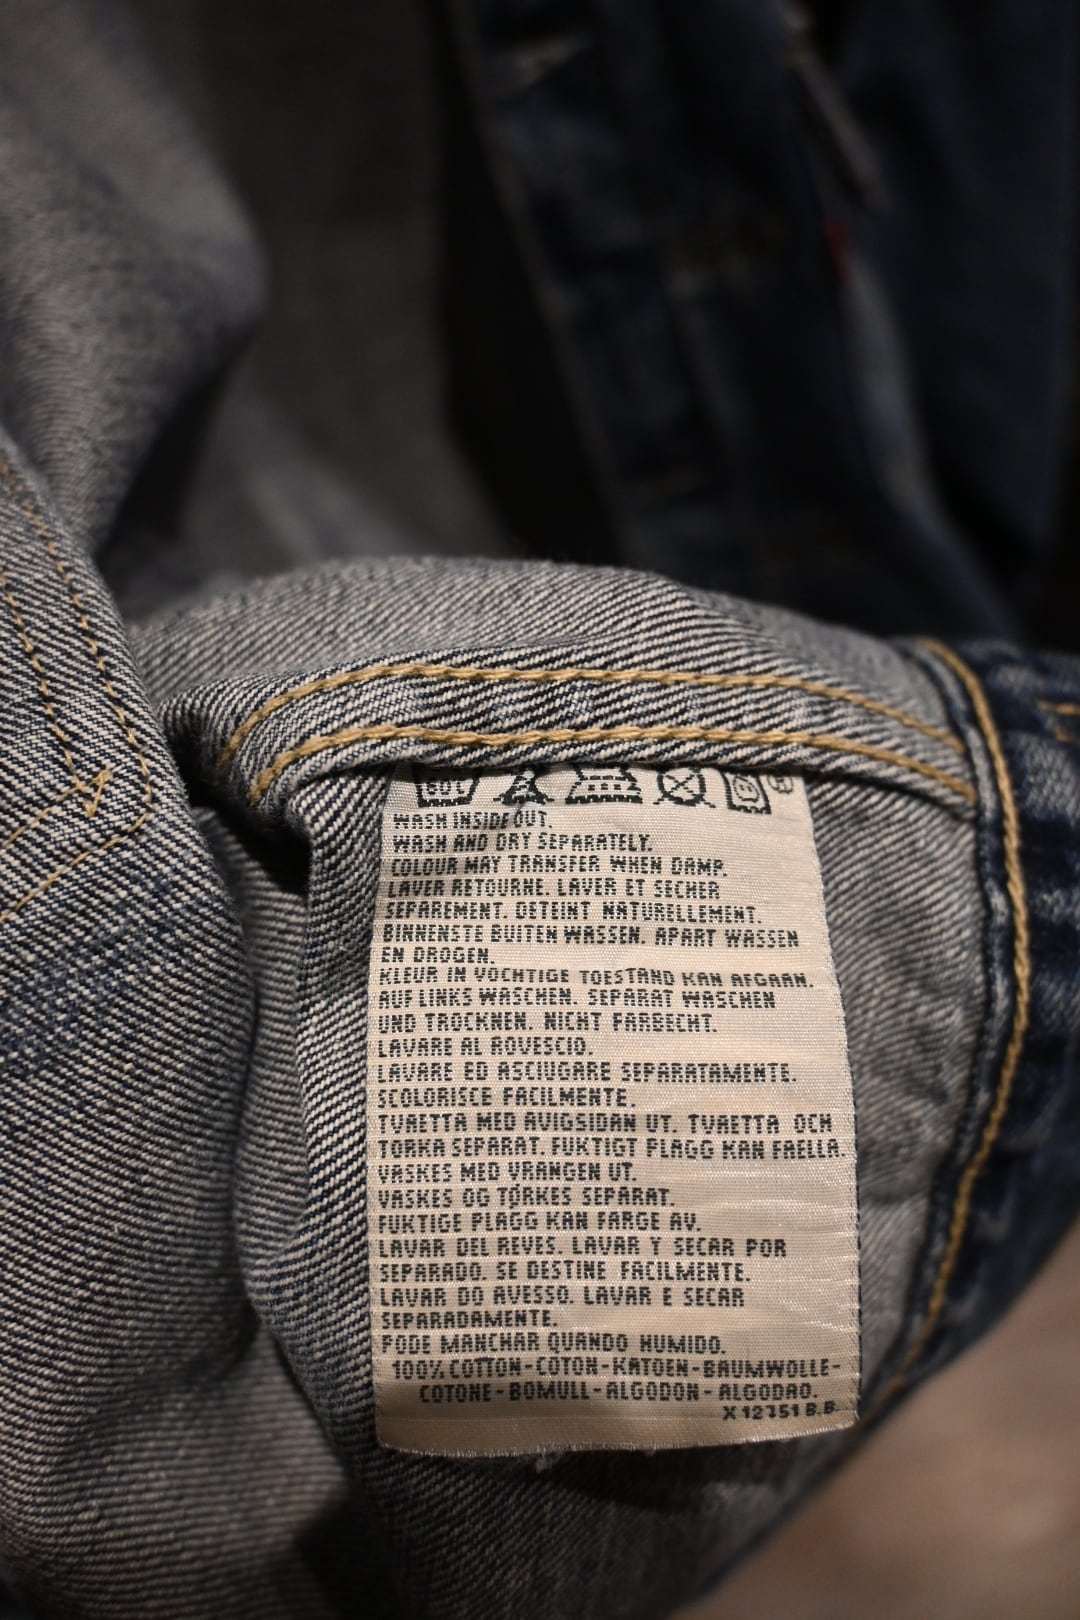 WASH INSIDE OUT.
WASH AND DRY SEPARATELY.
COLOUR MAY TRANSFER WHEN DAMP.
LAVER RETOURNE. LAVER ET SECHER
SEPAREMENT. DETEINT NATURELLEMENT.
BINNENSTE BUITEN WASSEN. APART WASSEN
EN DROGEN.
KLEUR IN VOCHTIGE TOESTAND KAN AFGAAN.
AUF LINKS WASCHEN. SEPARAT WASCHEN
UND TROCKNEN. NICHT FARBECHT.
LAVARE AL ROVESCIO.
LAVARE ED ASCIUGARE SEPARATAMENTE.
SCOLORISCE FACILMENTE.
TVAETTA MED AVIGSIDAN UT. TVAETTA OCH
TORKA SEPARAT. FUKTIGT PLAGG KAN FAELLA.
VASKES MED VRANGEN UT.
VASKES OG TØRKES SEPARAT.
FUKTIGE PLAGG KAN FARGE AV.
LAVAR DEL REVES. LAVAR Y SECAR POR
SEPARADO. SE DESTINE FACILMENTE.
LAVAR DO AVESSO. LAVAR E SECAR
SEPARADAMENTE.
PODE MANCHAR QUANDO HUMIDO.
100% COTTON - COTON - KATOEN - BAUMWOLLE -
COTONE - BOMULL - ALGODON - ALGODAO.
B.B.